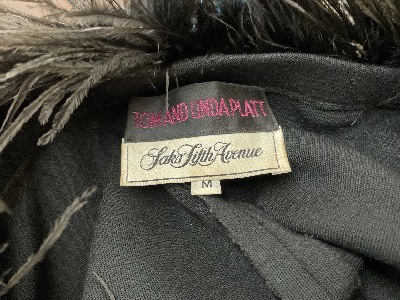 TOM AND LINDA PLATT
Saks Fifth Avenue
M